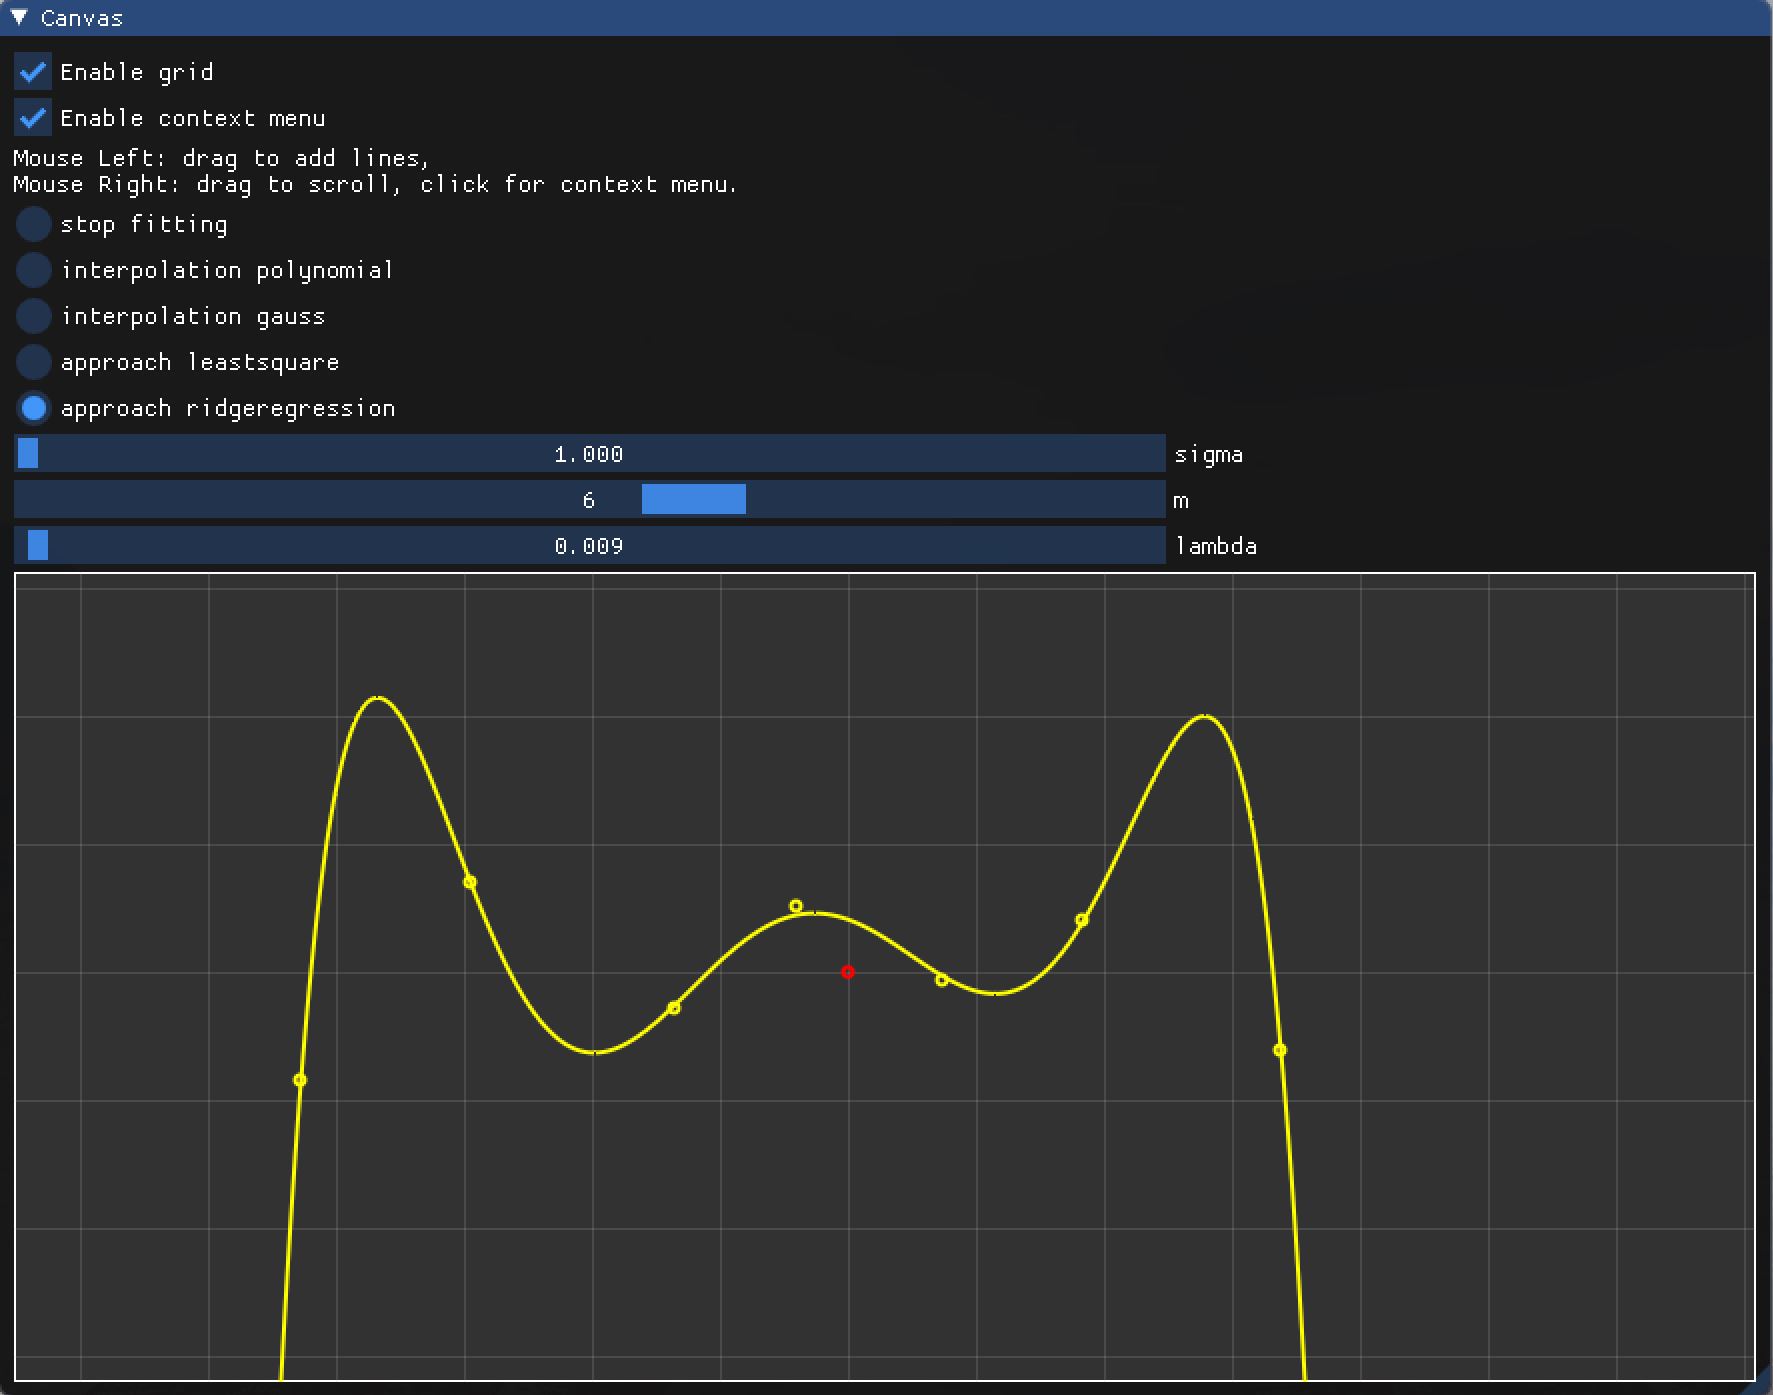 Canvas
Enable grid
Enable context menu
Mouse Left: drag to add lines,
Mouse Right: drag to scroll, click for context menu.
stop fitting
interpolation polynomial
interpolation gauss
approach leastsquare
approach ridgeregression
1.000 sigma
6 m
0.009 lambda